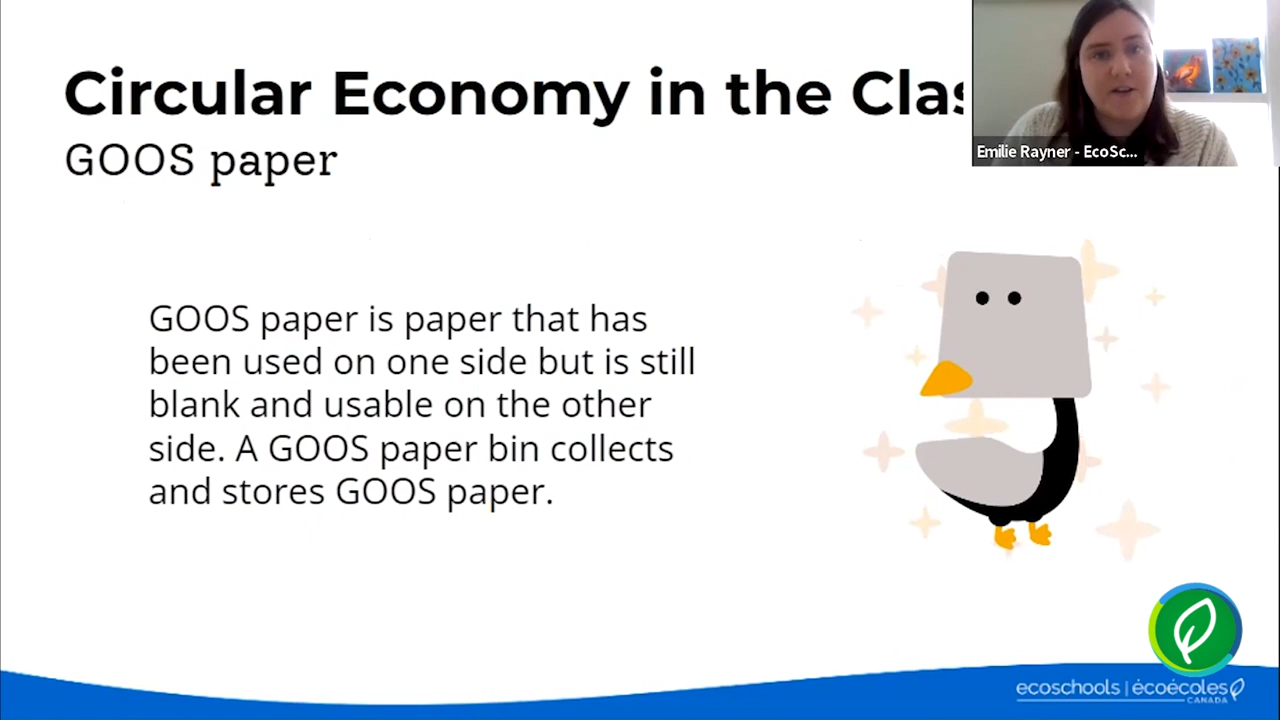 Circular Economy in the Clas
GOOS paper
Emilie Rayner - EcoSc...
GOOS paper is paper that has
been used on one side but is still
blank and usable on the other
side. A GOOS paper bin collects
and stores GOOS paper.
ecoschools | écoécoles
CANADA